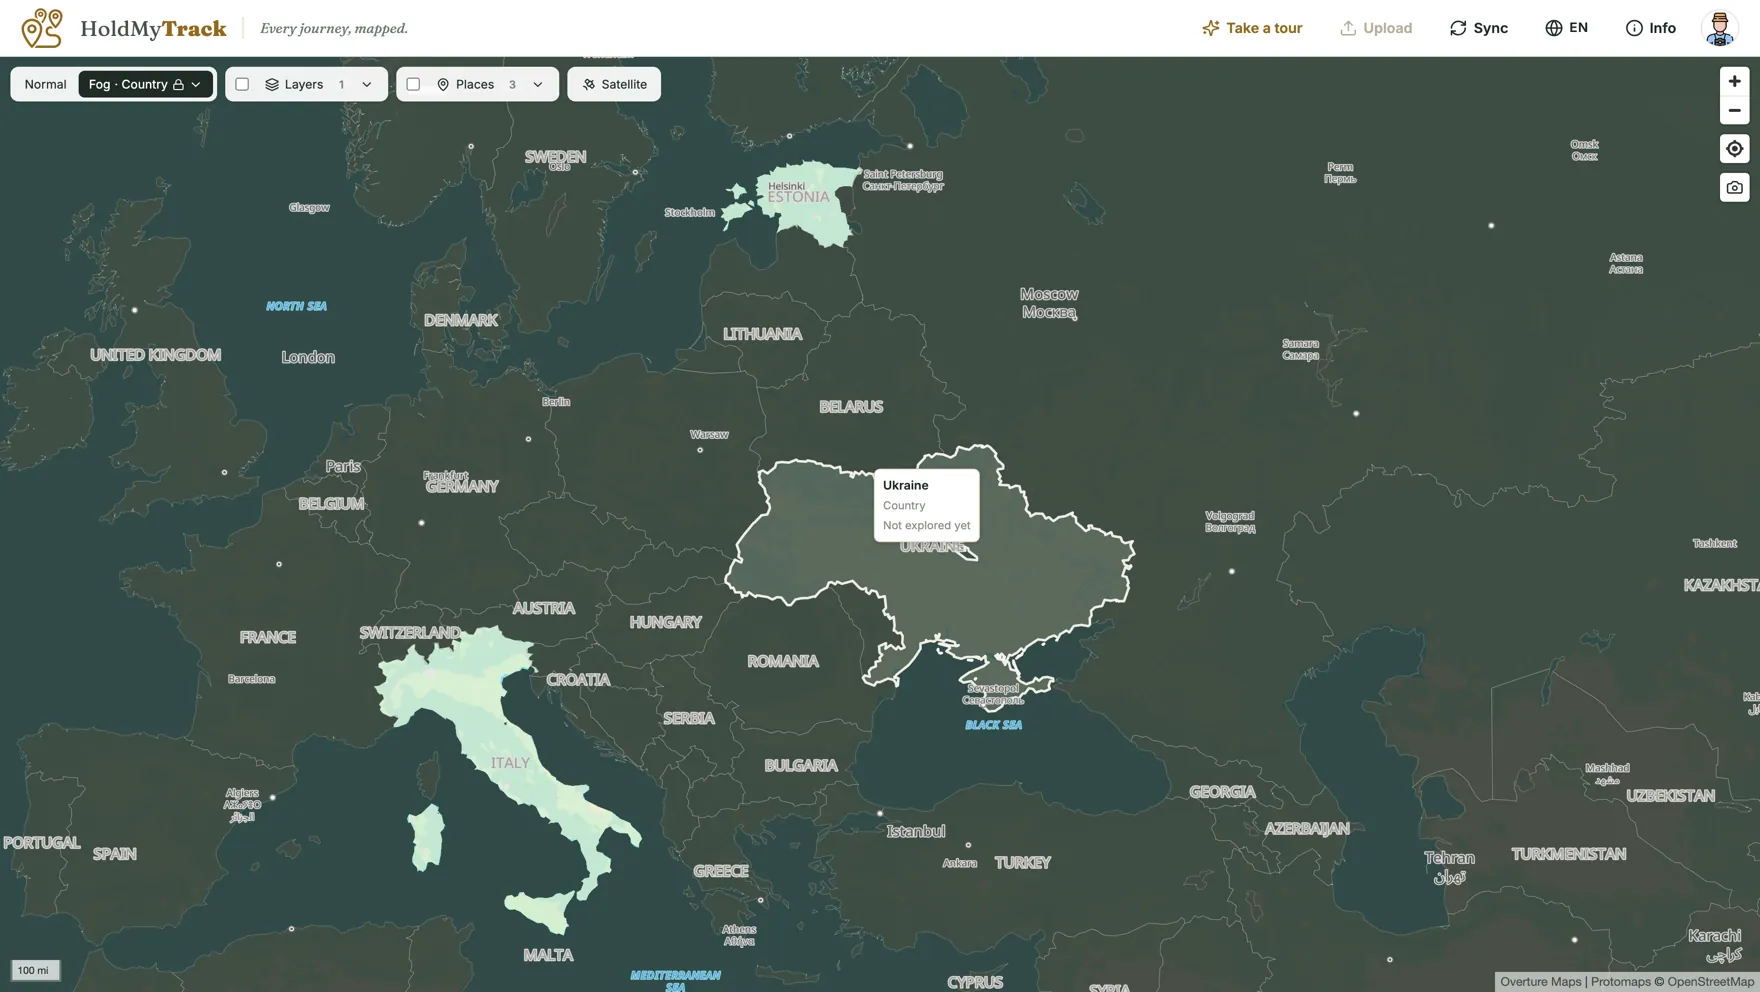 HoldMyTrack
Every journey, mapped.
Take a tour
Upload
Sync
EN
Info
Normal
Fog · Country
Layers 1
Places 3
Satellite
SWEDEN
Oslo
Helsinki
ESTONIA
Saint Petersburg
Санкт-Петербург
Stockholm
Glasgow
Perm
Пермь
Omsk
Омск
Astana
Астана
NORTH SEA
DENMARK
Moscow
Москва
LITHUANIA
UNITED KINGDOM
London
Samara
Самара
Berlin
BELARUS
Warsaw
Paris
Frankfurt
GERMANY
BELGIUM
Ukraine
Country
Not explored yet
UKRAINE
Volgograd
Волгоград
Tashkent
KAZAKHSTA
AUSTRIA
HUNGARY
SWITZERLAND
FRANCE
ROMANIA
Barcelona
CROATIA
Sevastopol
Севастополь
SERBIA
BLACK SEA
ITALY
BULGARIA
Mashhad
مشهد
GEORGIA
UZBEKISTAN
Algiers
الجزائر
Istanbul
AZERBAIJAN
PORTUGAL
SPAIN
Ankara
TURKEY
Tehran
تهران
TURKMENISTAN
GREECE
Athens
Αθήνα
Karachi
کراچی
MALTA
100 mi
MEDITERRANEAN
SEA
CYPRUS
SYRIA
Overture Maps | Protomaps © OpenStreetMap